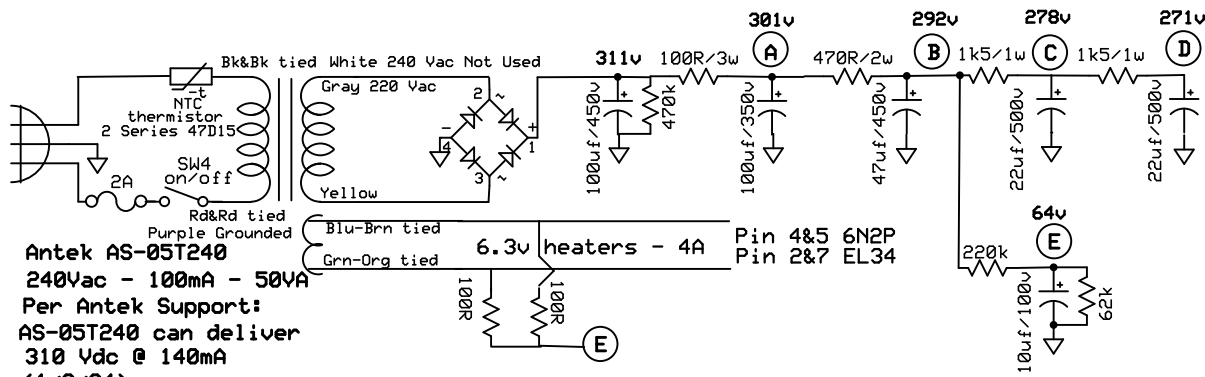 301v
292v
278v
271v
Bk&Bk tied White 240 Vac Not Used
311v
100R/3w
A
470R/2w
B
1k5/1w
C
1k5/1w
D
Gray 220 Vac
-t
NTC
thermistor
2 Series 47D15
2
~
-
+
4
1
3
~
+
100uf/450v
470k
+
100uf/350v
+
47uf/450v
+
22uf/500v
+
22uf/500v
SW4
on/off
2A
Yellow
Rd&Rd tied
Purple Grounded
Blu-Brn tied
6.3v heaters - 4A
Pin 4&5 6N2P
Pin 2&7 EL34
Grn-Org tied
64v
E
220k
+
10uf/100v
62k
100R
100R
E
Antek AS-05T240
240Vac - 100mA - 50VA
Per Antek Support:
AS-05T240 can deliver
310 Vdc @ 140mA